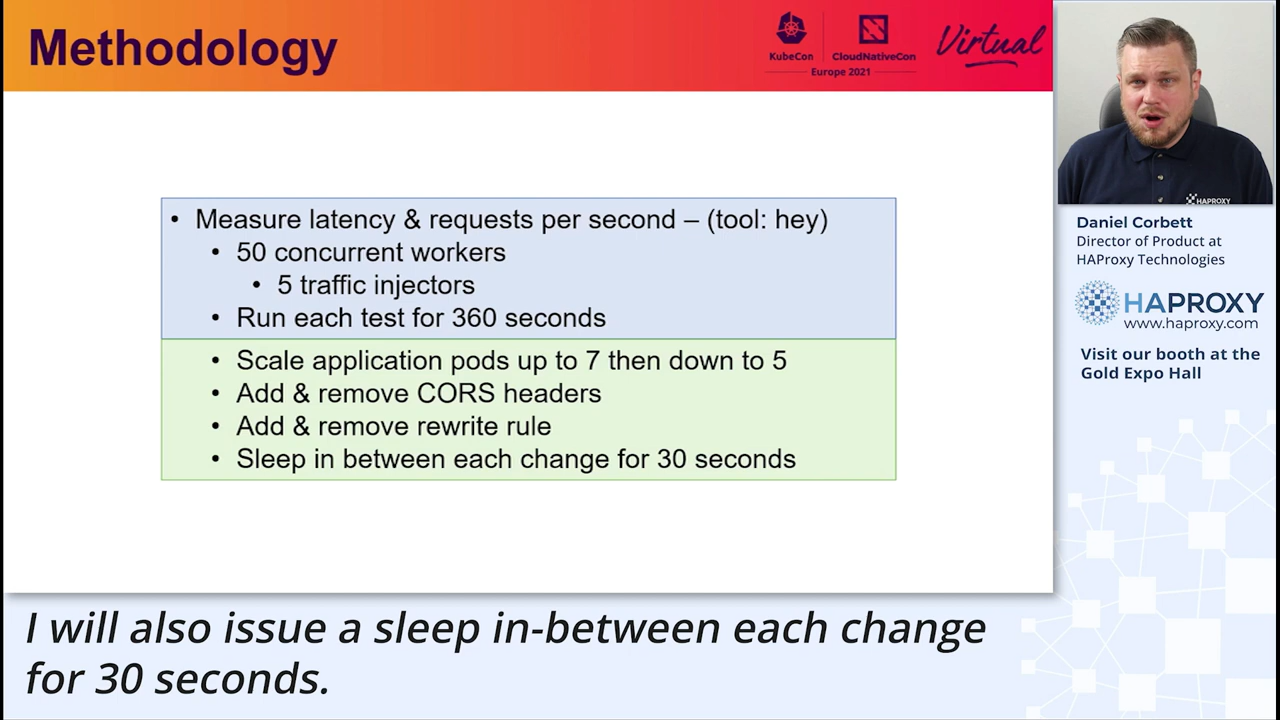 Methodology
KubeCon
CloudNativeCon
Europe 2021
Virtual
• Measure latency & requests per second – (tool: hey)
• 50 concurrent workers
• 5 traffic injectors
• Run each test for 360 seconds
• Scale application pods up to 7 then down to 5
• Add & remove CORS headers
• Add & remove rewrite rule
• Sleep in between each change for 30 seconds
HAPROXY
Daniel Corbett
Director of Product at
HAProxy Technologies
HAPROXY
www.haproxy.com
Visit our booth at the
Gold Expo Hall
I will also issue a sleep in-between each change
for 30 seconds.